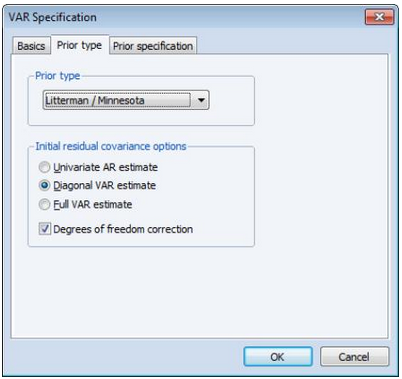 VAR Specification
Basics Prior type Prior specification
Prior type
Litterman / Minnesota
Initial residual covariance options
Univariate AR estimate
Diagonal VAR estimate
Full VAR estimate
Degrees of freedom correction
OK Cancel